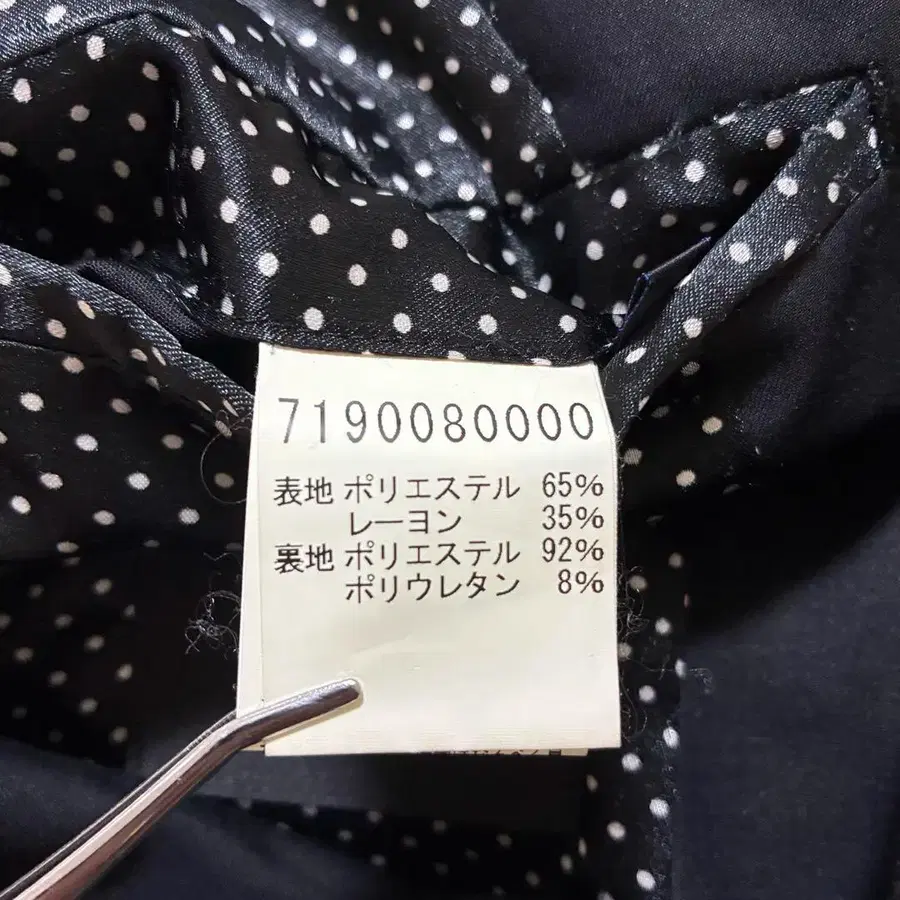 7190080000
表地 ポリエステル 65%
レーヨン 35%
裏地 ポリエステル 92%
ポリウレタン 8%